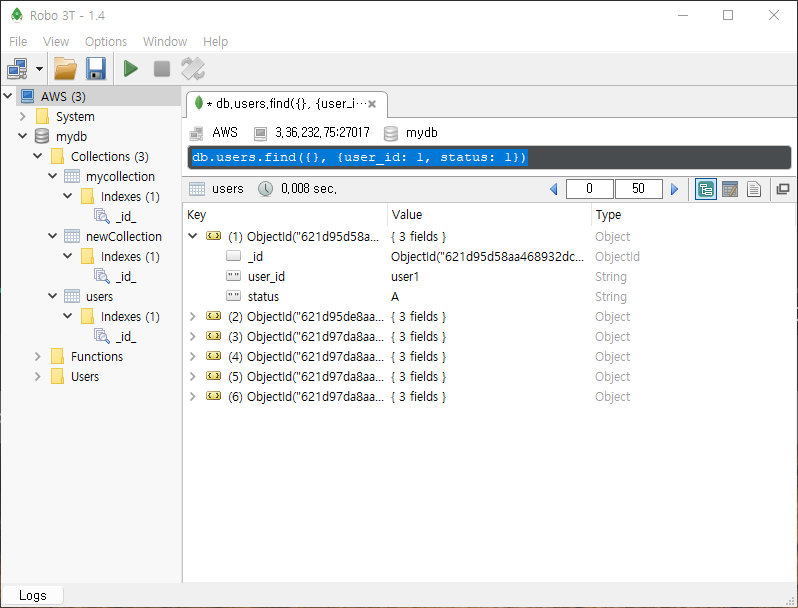 Robo 3T - 1.4
File View Options Window Help
AWS (3)
System
mydb
Collections (3)
mycollection
Indexes (1)
_id_
newCollection
Indexes (1)
_id_
users
Indexes (1)
_id_
Functions
Users
* db.users.find({}, {user_i⋯
AWS 3.36.232.75:27017 mydb
db.users.find({}, {user_id: 1, status: 1})
users 0.008 sec. 0 50
Key Value Type
(1) ObjectId("621d95d58a... { 3 fields } Object
_id ObjectId("621d95d58aa468932dc... ObjectId
user_id user1 String
status A String
(2) ObjectId("621d95de8aa... { 3 fields } Object
(3) ObjectId("621d97da8aa... { 3 fields } Object
(4) ObjectId("621d97da8aa... { 3 fields } Object
(5) ObjectId("621d97da8aa... { 3 fields } Object
(6) ObjectId("621d97da8aa... { 3 fields } Object
Logs